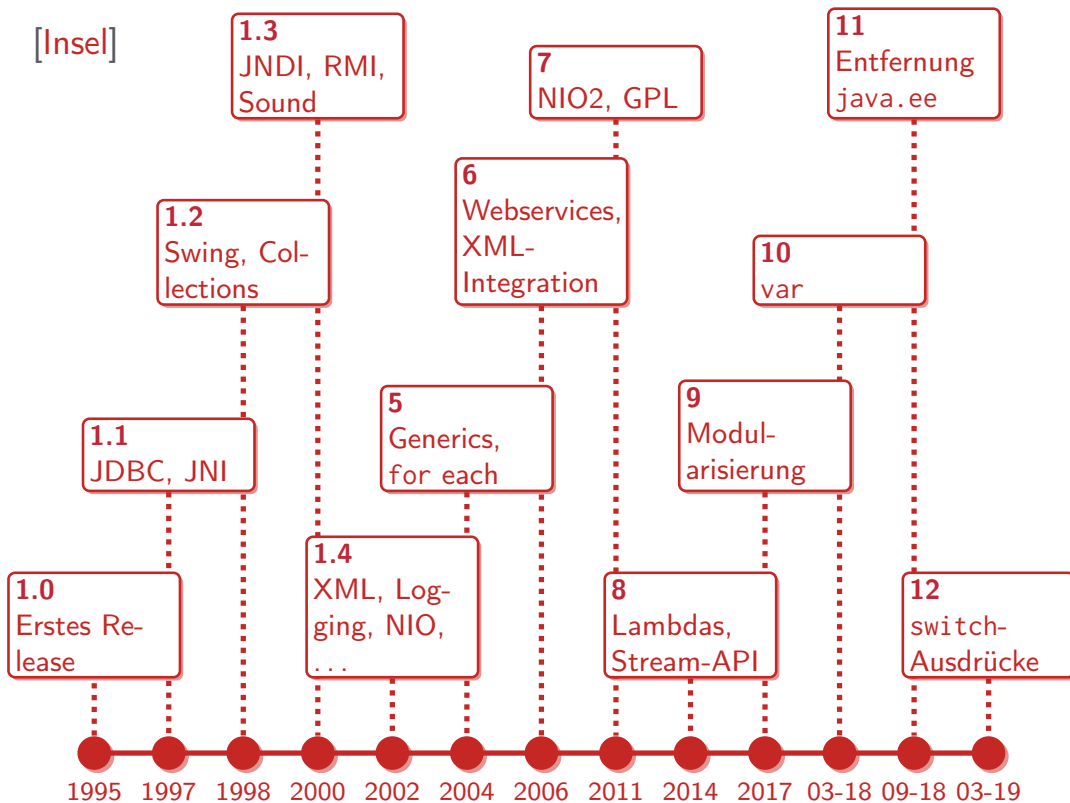 [Insel]
1.0
Erstes Re-
lease
1.1
JDBC, JNI
1.2
Swing, Col-
lections
1.3
JNDI, RMI,
Sound
1.4
XML, Log-
ging, NIO,
...
5
Generics,
for each
6
Webservices,
XML-
Integration
7
NIO2, GPL
8
Lambdas,
Stream-API
9
Modul-
arisierung
10
var
11
Entfernung
java.ee
12
switch-
Ausdrücke
1995 1997 1998 2000 2002 2004 2006 2011 2014 2017 03-18 09-18 03-19